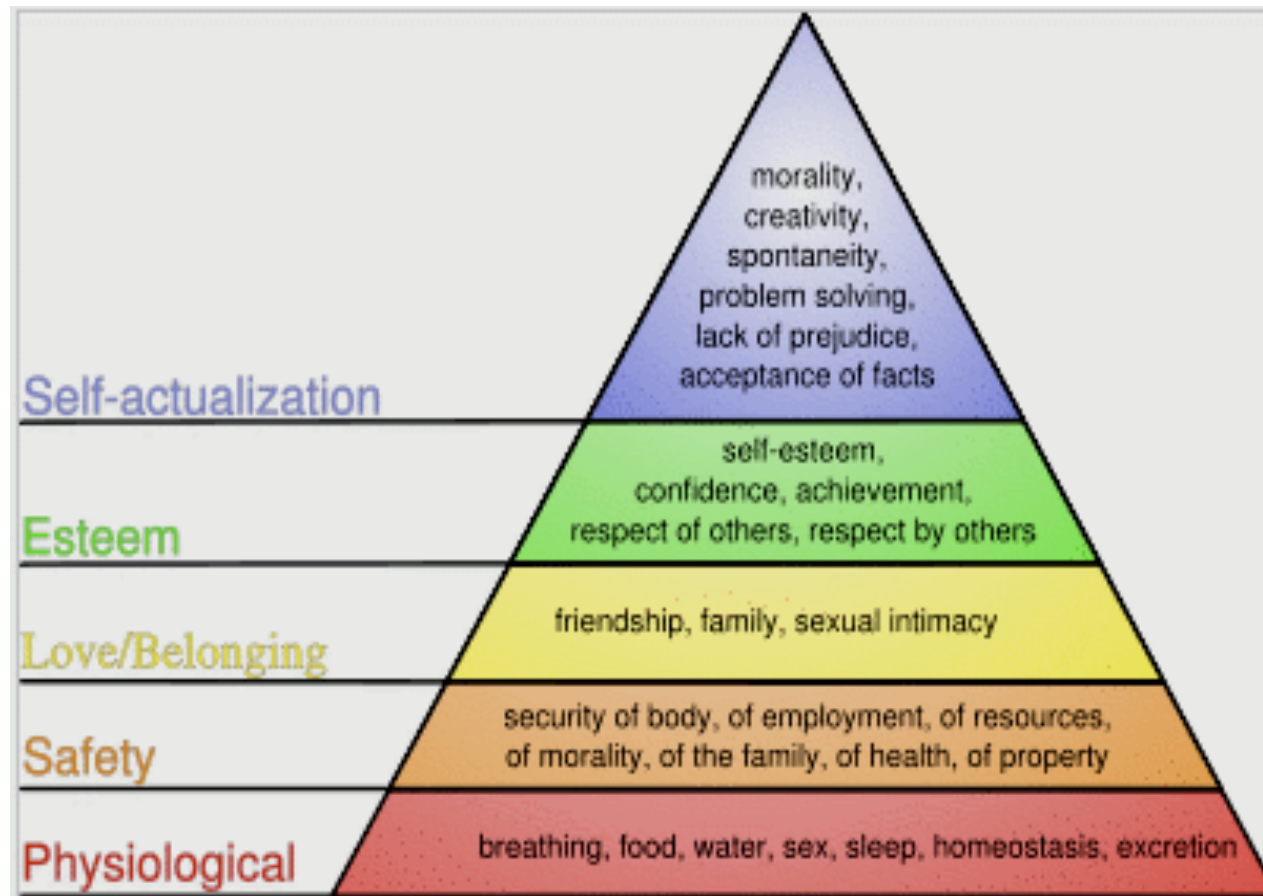 morality,
creativity,
spontaneity,
problem solving,
lack of prejudice,
acceptance of facts
Self-actualization
self-esteem,
confidence, achievement,
respect of others, respect by others
Esteem
friendship, family, sexual intimacy
Love/Belonging
security of body, of employment, of resources,
of morality, of the family, of health, of property
Safety
breathing, food, water, sex, sleep, homeostasis, excretion
Physiological